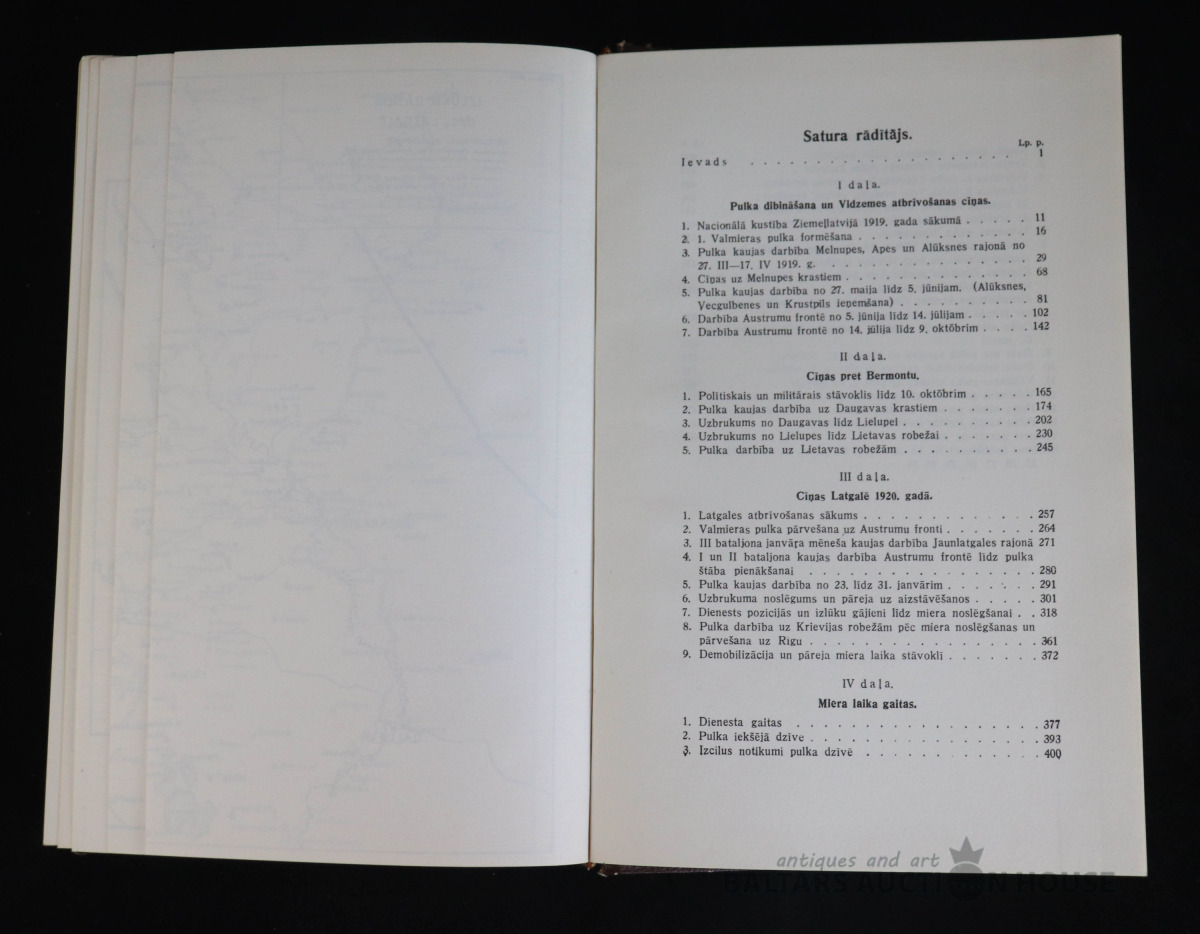 Satura rādītājs.
Lp. p.
Ievads . . . . . . . . . . . . . . . . . . . . 1
I daļa.
Pulka dibināšana un Vidzemes atbrīvošanas cīņas.
1. Nacionālā kustība Ziemeļlatvijā 1919. gada sākumā . . . . . 11
2. 1. Valmieras pulka formēšana . . . . . . . . . . . . . 16
3. Pulka kaujas darbība Melnupes, Apes un Alūksnes rajonā no
27. III—17. IV 1919. g. . . . . . . . . . . . . . . . . 29
4. Cīņas uz Melnupes krastiem . . . . . . . . . . . . . . 68
5. Pulka kaujas darbība no 27. maija līdz 5. jūnijam. (Alūksnes,
Vecgulbenes un Krustpils ieņemšana) . . . . . . . . . . 81
6. Darbība Austrumu frontē no 5. jūnija līdz 14. jūlijam . . . . . 102
7. Darbība Austrumu frontē no 14. jūlija līdz 9. oktōbrim . . . . 142
II daļa.
Cīņas pret Bermontu.
1. Polītiskais un mīlītārais stāvoklis līdz 10. oktōbrim . . . . . 165
2. Pulka kaujas darbība uz Daugavas krastiem . . . . . . . 174
3. Uzbrukums no Daugavas līdz Lielupei . . . . . . . . . . 202
4. Uzbrukums no Lielupes līdz Lietavas robežai . . . . . . . 230
5. Pulka darbība uz Lietavas robežām . . . . . . . . . . 245
III daļa.
Cīņas Latgalē 1920. gadā.
1. Latgales atbrīvošanas sākums . . . . . . . . . . . . . 257
2. Valmieras pulka pārvešana uz Austrumu fronti . . . . . . . 264
3. III bataljona janvāŗa mēneša kaujas darbība Jaunlatgales rajonā 271
4. I un II bataljona kaujas darbība Austrumu frontē līdz pulka
štāba pienākšanai . . . . . . . . . . . . . . . . . 280
5. Pulka kaujas darbība no 23. līdz 31. janvārim . . . . . . . 291
6. Uzbrukuma noslēgums un pāreja uz aizstāvēšanos . . . . . 301
7. Dienests pozicijās un izlūku gājieni līdz miera noslēgšanai . . 318
8. Pulka darbība uz Krievijas robežām pēc miera noslēgšanas un
pārvešana uz Rīgu . . . . . . . . . . . . . . . . . 361
9. Demobilizācija un pāreja miera laika stāvoklī . . . . . . . 372
IV daļa.
Miera laika gaitas.
1. Dienesta gaitas . . . . . . . . . . . . . . . . . . 377
2. Pulka iekšējā dzīve . . . . . . . . . . . . . . . . . 393
3. Izcilus notikumi pulka dzīvē . . . . . . . . . . . . . 400
antiques and art
BALTARS AUCTION HOUSE